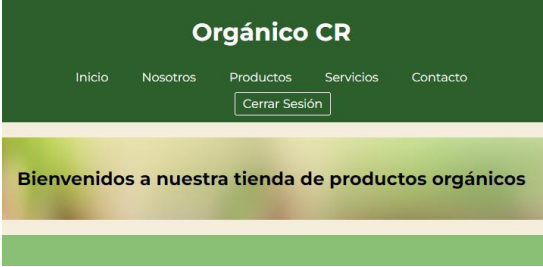 Orgánico CR
Inicio Nosotros Productos Servicios Contacto
Cerrar Sesión
Bienvenidos a nuestra tienda de productos orgánicos